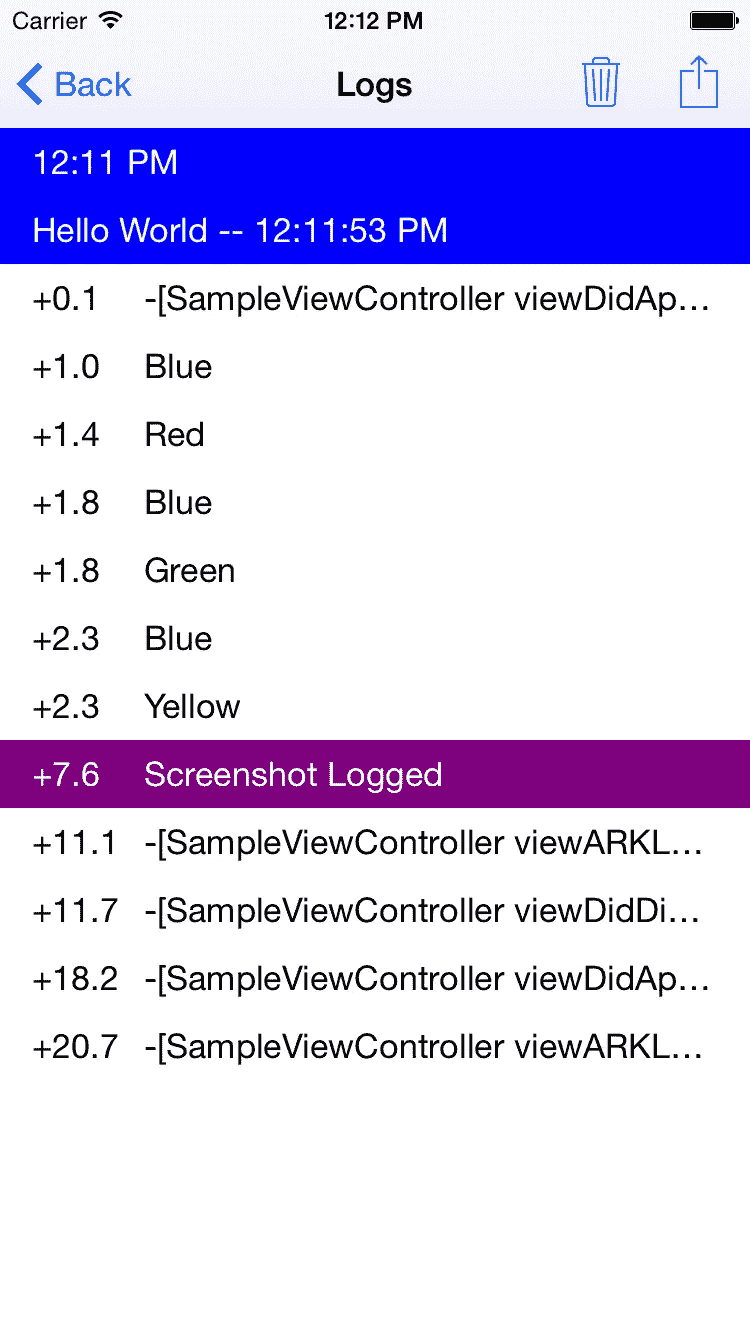 Carrier 12:12 PM
Back Logs
12:11 PM
Hello World -- 12:11:53 PM
+0.1 -[SampleViewController viewDidAp…
+1.0 Blue
+1.4 Red
+1.8 Blue
+1.8 Green
+2.3 Blue
+2.3 Yellow
+7.6 Screenshot Logged
+11.1 -[SampleViewController viewARKL…
+11.7 -[SampleViewController viewDidDi…
+18.2 -[SampleViewController viewDidAp…
+20.7 -[SampleViewController viewARKL…